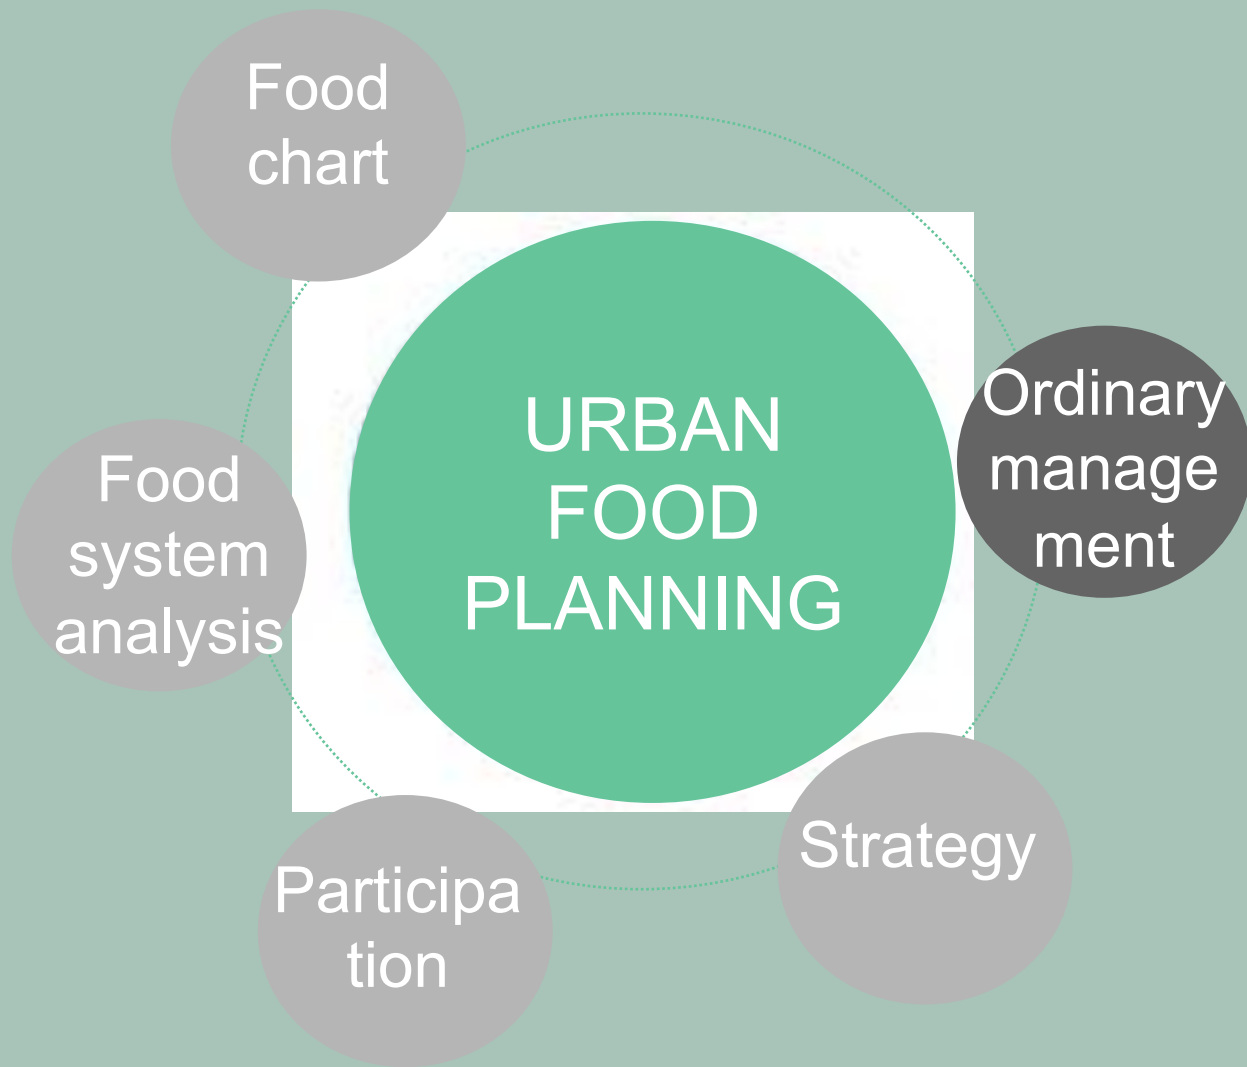 Food
chart
URBAN
FOOD
PLANNING
Ordinary
manage
ment
Food
system
analysis
Strategy
Participa
tion